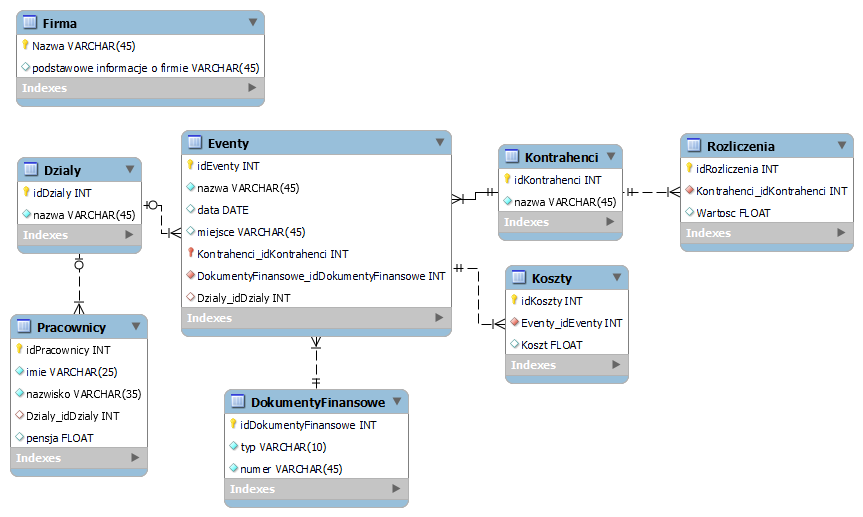 Firma
Nazwa VARCHAR(45)
podstawowe informacje o firmie VARCHAR(45)
Indexes
Dzialy
idDzialy INT
nazwa VARCHAR(45)
Indexes
Eventy
idEventy INT
nazwa VARCHAR(45)
data DATE
miejsce VARCHAR(45)
Kontrahenci_idKontrahenci INT
DokumentyFinansowe_idDokumentyFinansowe INT
Dzialy_idDzialy INT
Indexes
Kontrahenci
idKontrahenci INT
nazwa VARCHAR(45)
Indexes
Rozliczenia
idRozliczenia INT
Kontrahenci_idKontrahenci INT
Wartosc FLOAT
Indexes
Koszty
idKoszty INT
Eventy_idEventy INT
Koszt FLOAT
Indexes
Pracownicy
idPracownicy INT
imie VARCHAR(25)
nazwisko VARCHAR(35)
Dzialy_idDzialy INT
pensja FLOAT
Indexes
DokumentyFinansowe
idDokumentyFinansowe INT
typ VARCHAR(10)
numer VARCHAR(45)
Indexes